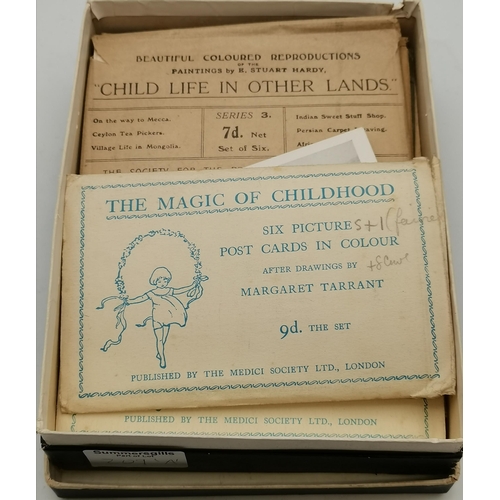 BEAUTIFUL COLOURED REPRODUCTIONS
OF THE
PAINTINGS by E. STUART HARDY,
"CHILD LIFE IN OTHER LANDS."
On the way to Mecca.
Ceylon Tea Pickers.
Village Life in Mongolia.
SERIES 3.
7d. Net
Set of Six.
Indian Sweet Stuff Shop.
Persian Carpet
THE SOCIETY FOR THE
THE MAGIC OF CHILDHOOD
SIX PICTURE S+1 (fairies
POST CARDS IN COLOUR
AFTER DRAWINGS BY
MARGARET TARRANT
9d. THE SET
PUBLISHED BY THE MEDICI SOCIETY LTD., LONDON
PUBLISHED BY THE MEDICI SOCIETY LTD., LONDON
Summersgills